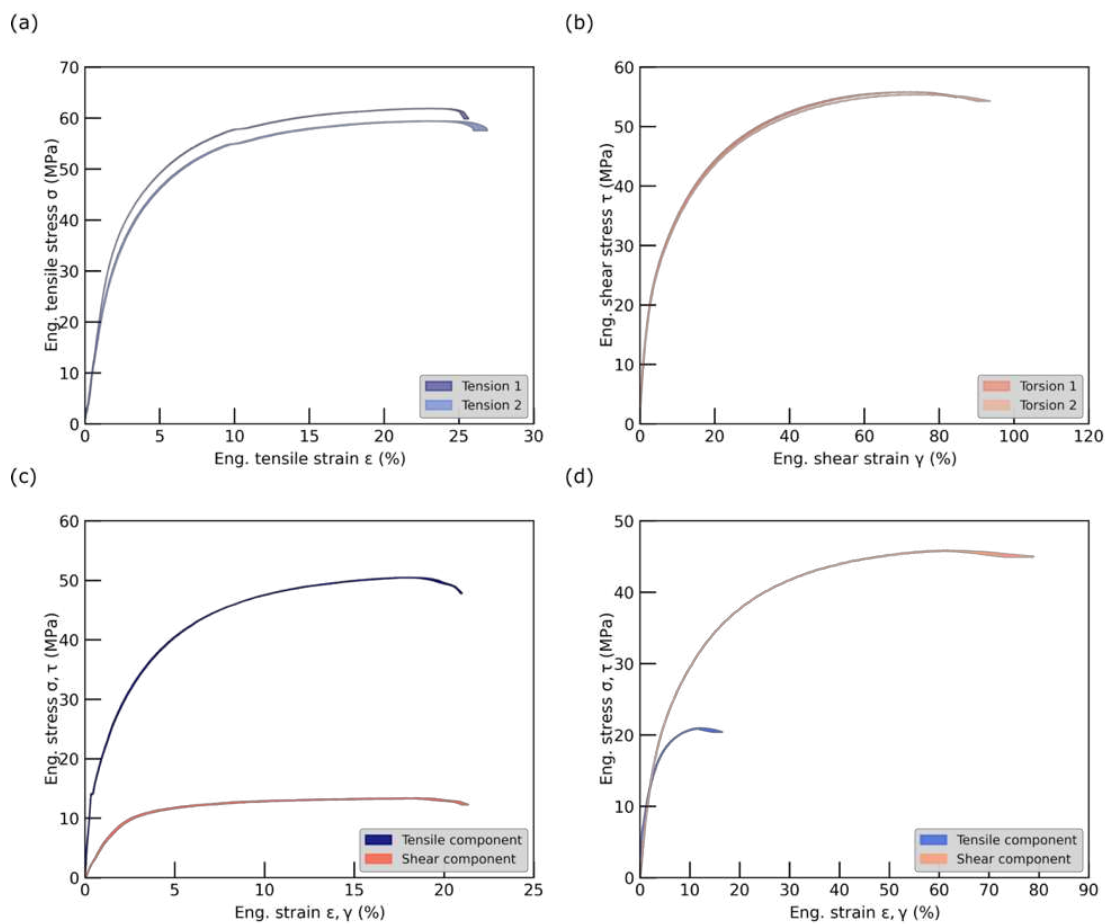 (a)
70
60
50
40
30
20
10
0
Eng. tensile stress σ (MPa)
Tension 1
Tension 2
0 5 10 15 20 25 30
Eng. tensile strain ε (%)
(b)
60
50
40
30
20
10
0
Eng. shear stress τ (MPa)
Torsion 1
Torsion 2
0 20 40 60 80 100 120
Eng. shear strain γ (%)
(c)
60
50
40
30
20
10
0
Eng. stress σ, τ (MPa)
Tensile component
Shear component
0 5 10 15 20 25
Eng. strain ε, γ (%)
(d)
50
40
30
20
10
0
Eng. stress σ, τ (MPa)
Tensile component
Shear component
0 10 20 30 40 50 60 70 80 90
Eng. strain ε, γ (%)